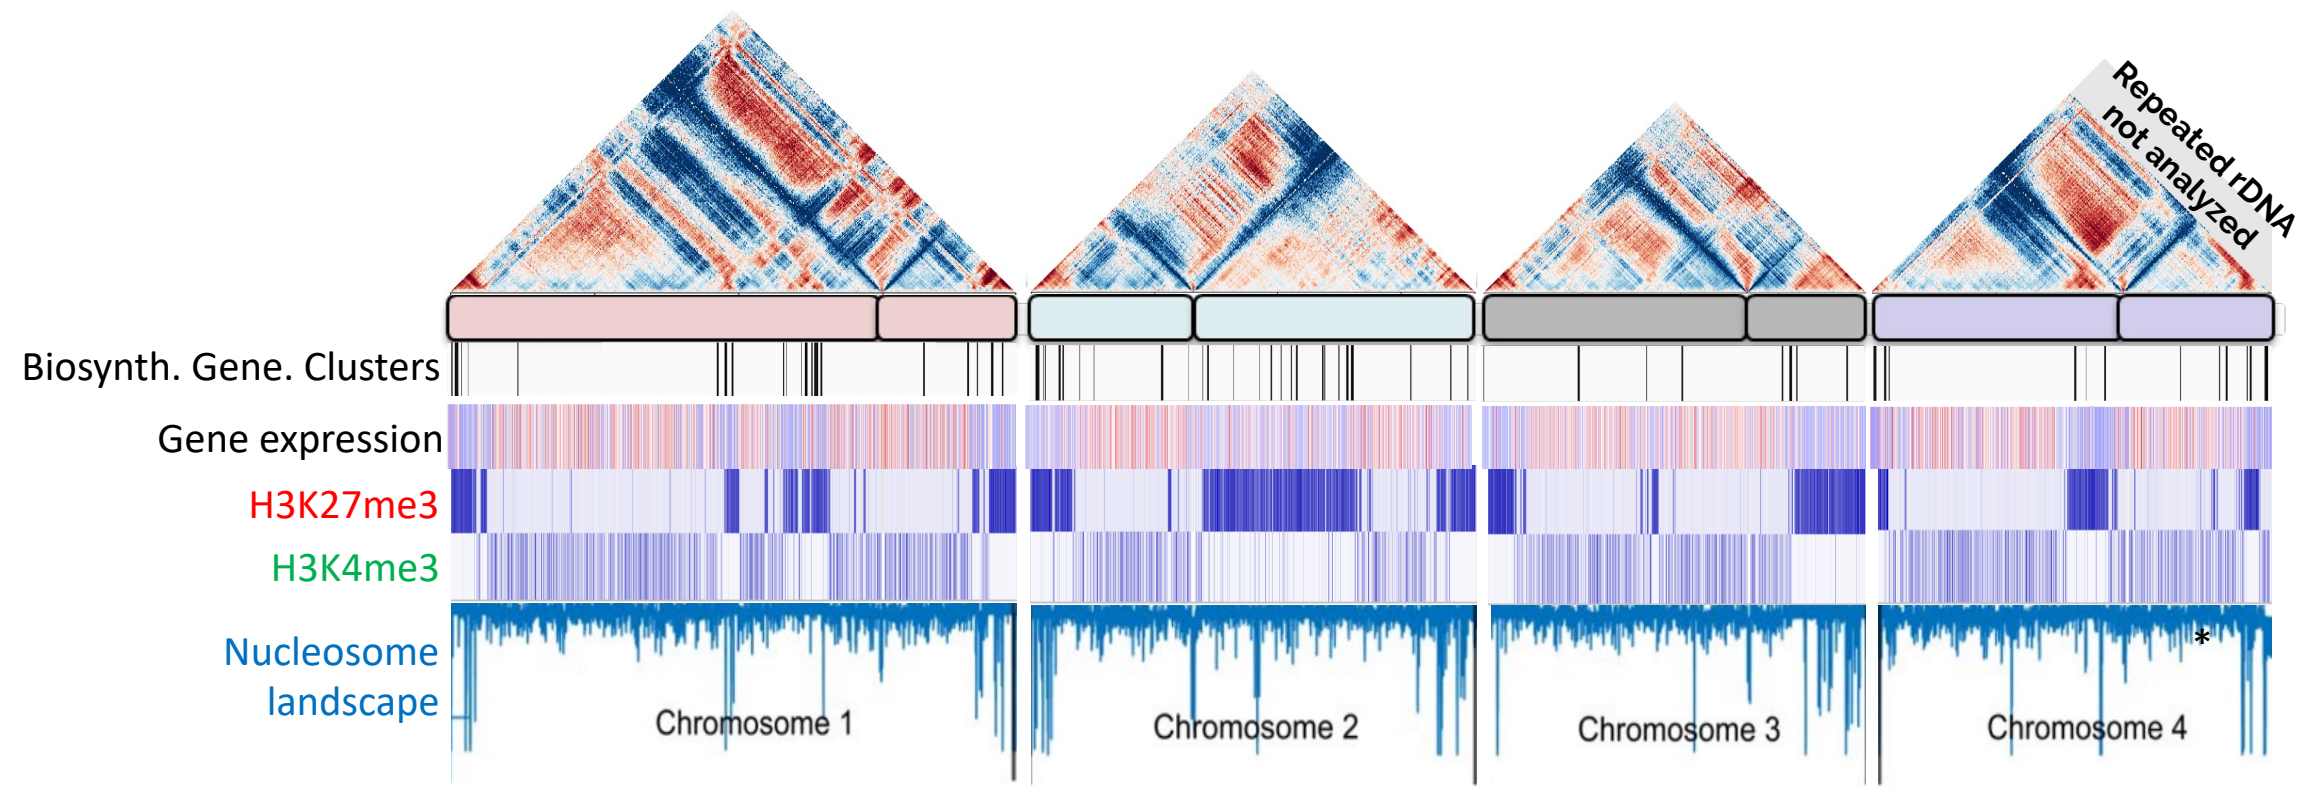 Repeated rDNA
not analyzed
Biosynth. Gene. Clusters
Gene expression
H3K27me3
H3K4me3
Nucleosome
landscape
*
Chromosome 1
Chromosome 2
Chromosome 3
Chromosome 4